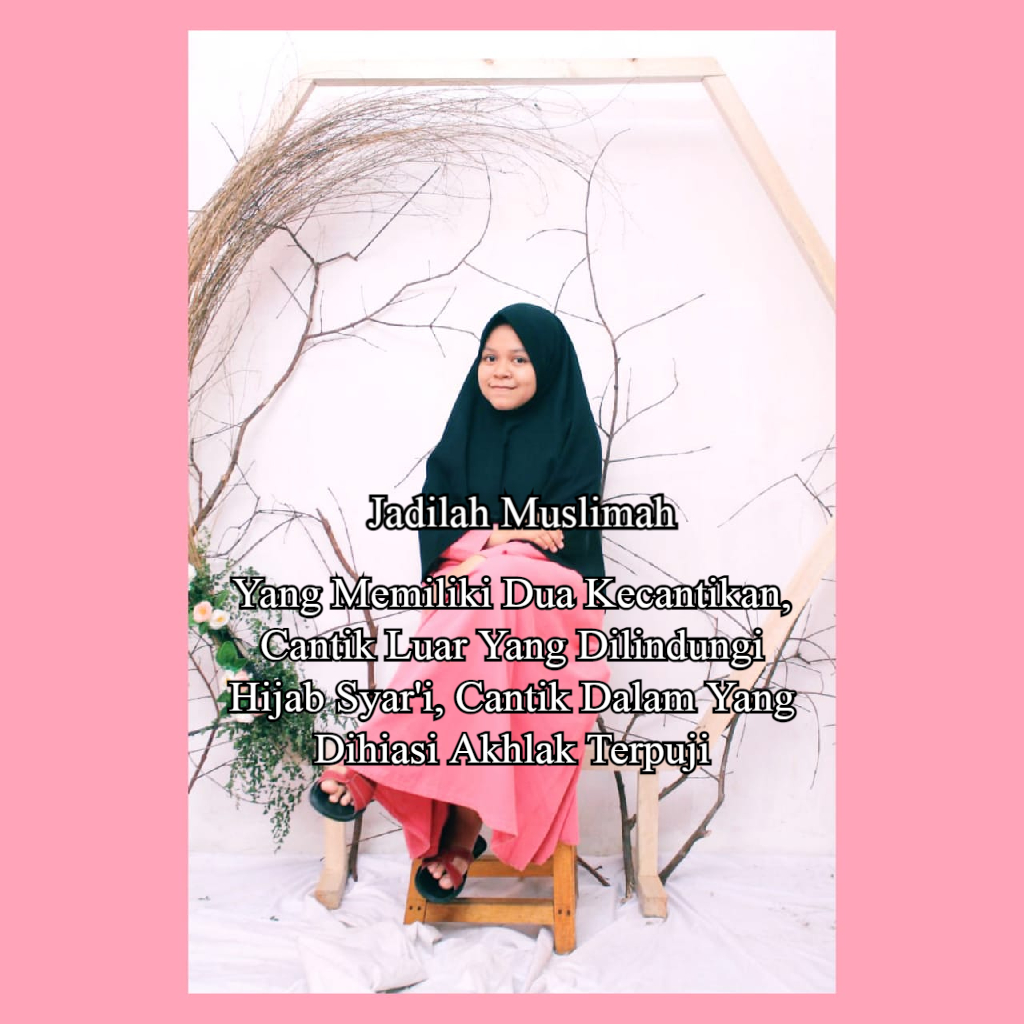 Jadilah Muslimah
Yang Memiliki Dua Kecantikan,
Cantik Luar Yang Dilindungi
Hijab Syar'i, Cantik Dalam Yang
Dihiasi Akhlak Terpuji